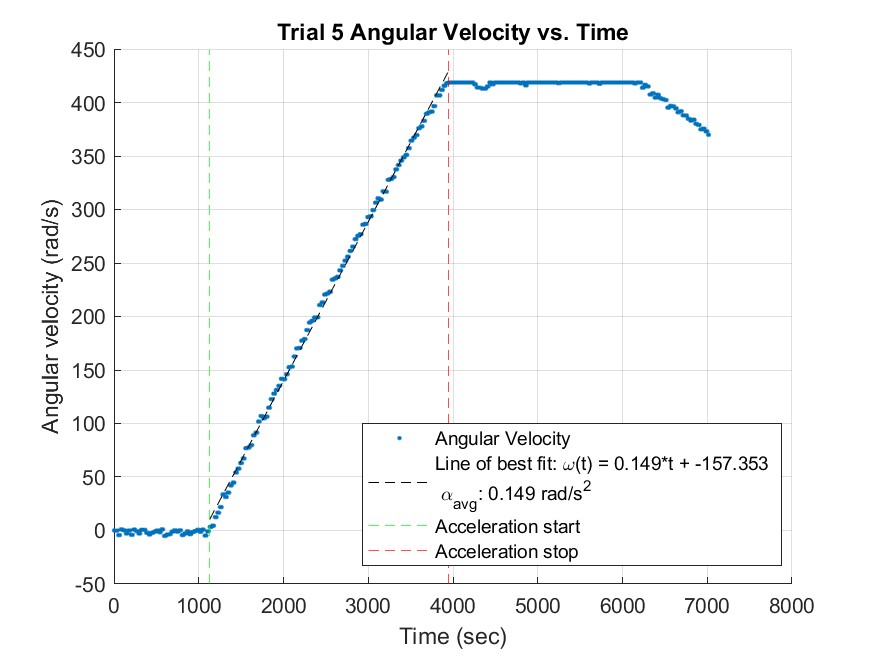 Trial 5 Angular Velocity vs. Time
450
400
350
300
250
200
150
100
50
0
-50
Angular velocity (rad/s)
Angular Velocity
Line of best fit: ω(t) = 0.149*t + -157.353
αavg: 0.149 rad/s2
Acceleration start
Acceleration stop
0 1000 2000 3000 4000 5000 6000 7000 8000
Time (sec)